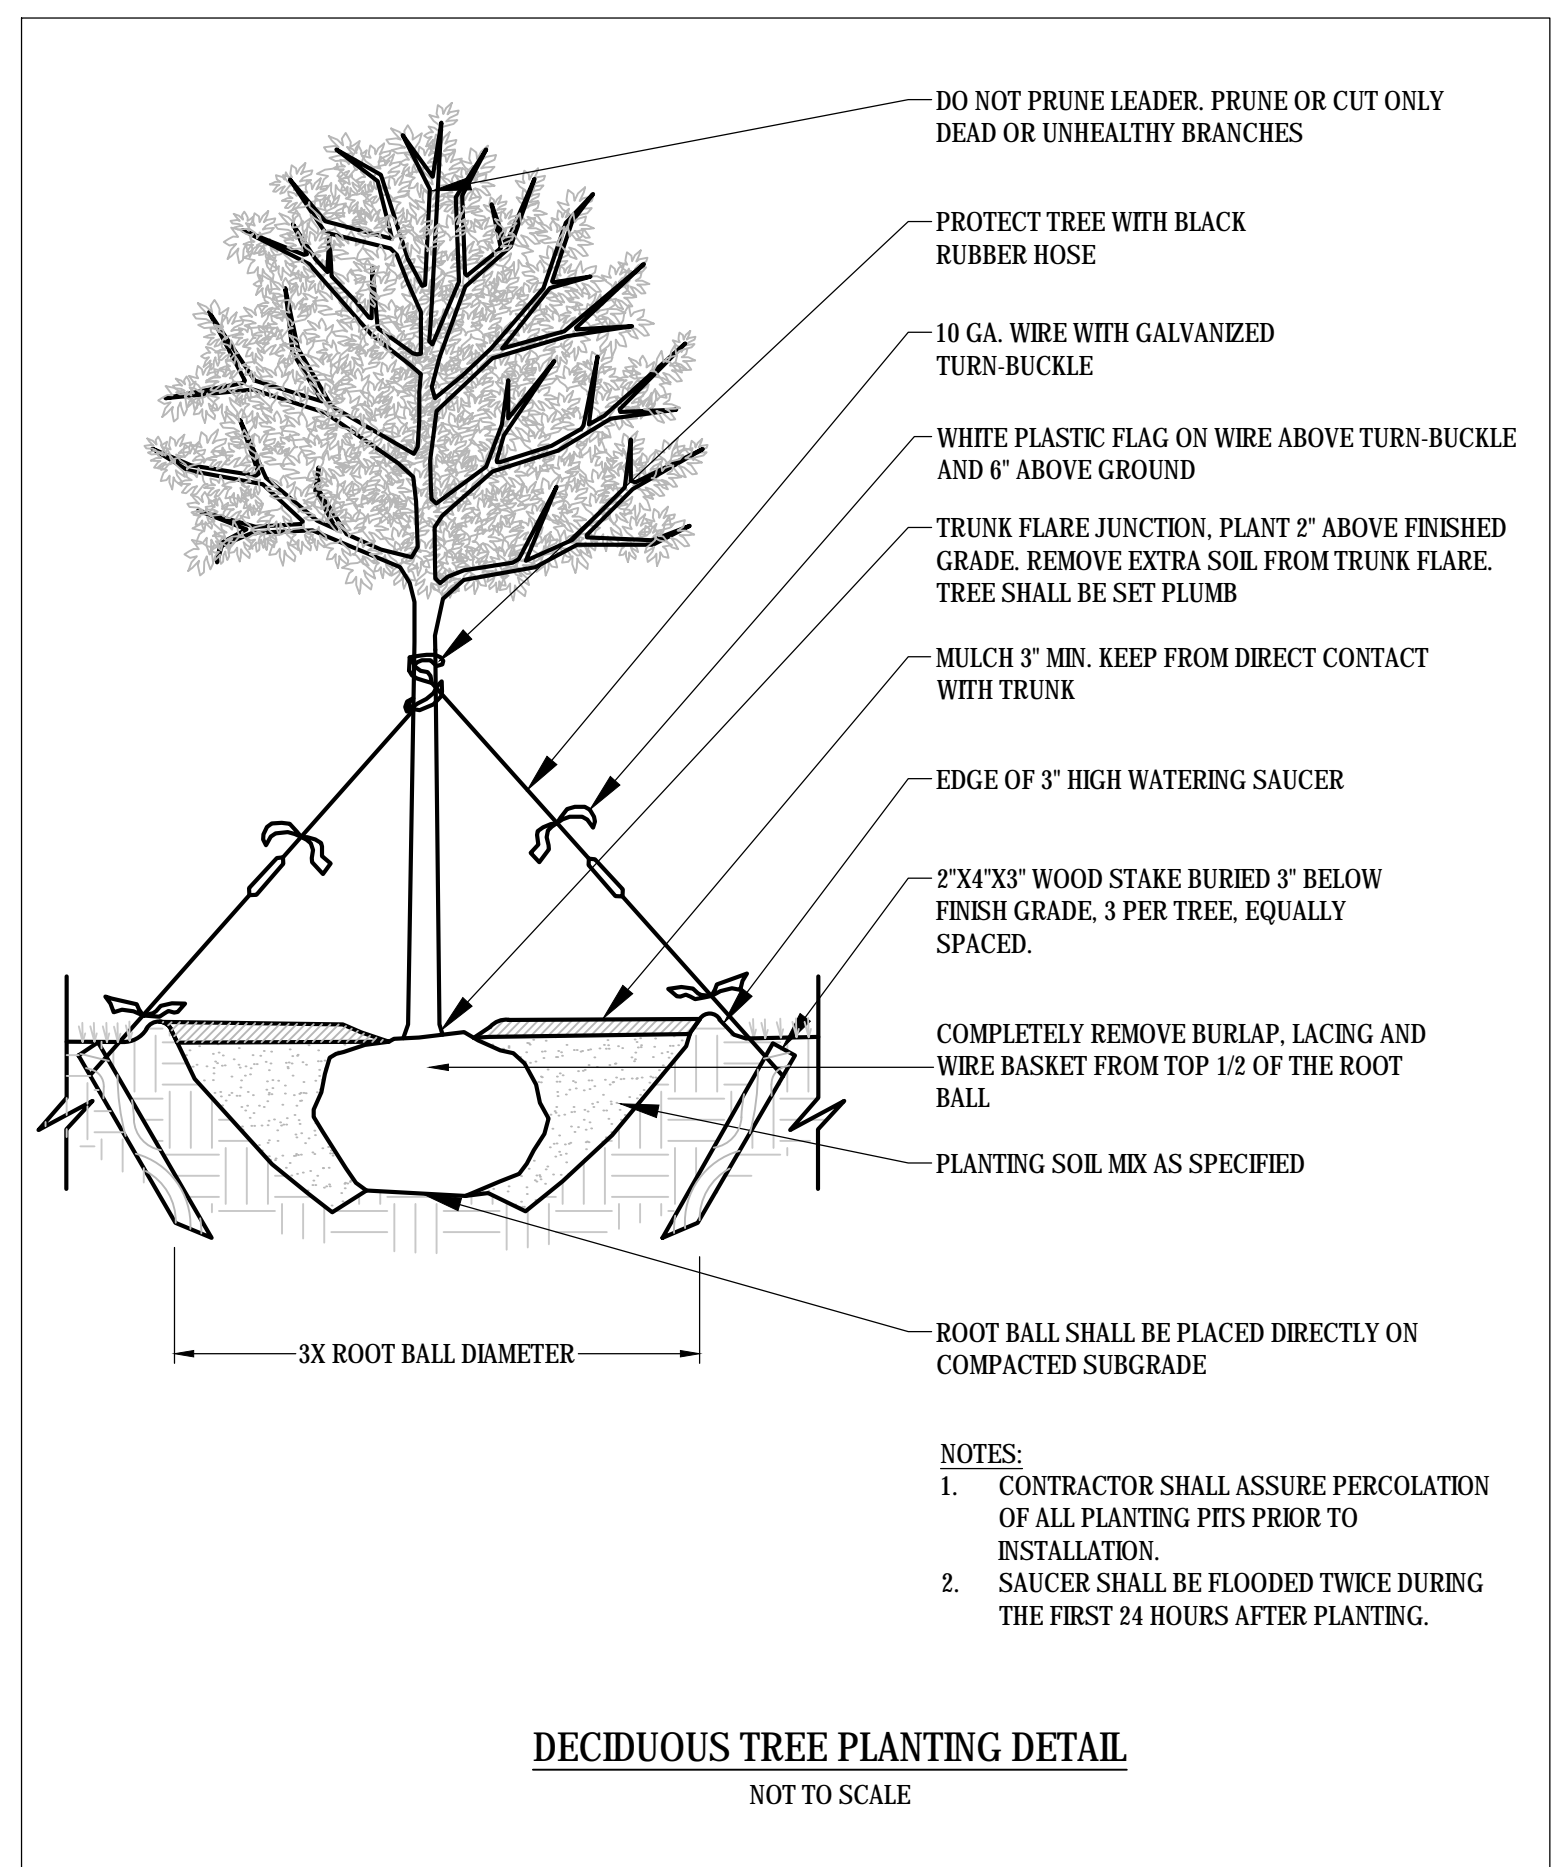 DO NOT PRUNE LEADER. PRUNE OR CUT ONLY
DEAD OR UNHEALTHY BRANCHES
PROTECT TREE WITH BLACK
RUBBER HOSE
10 GA. WIRE WITH GALVANIZED
TURN-BUCKLE
WHITE PLASTIC FLAG ON WIRE ABOVE TURN-BUCKLE
AND 6" ABOVE GROUND
TRUNK FLARE JUNCTION, PLANT 2" ABOVE FINISHED
GRADE. REMOVE EXTRA SOIL FROM TRUNK FLARE.
TREE SHALL BE SET PLUMB
MULCH 3" MIN. KEEP FROM DIRECT CONTACT
WITH TRUNK
EDGE OF 3" HIGH WATERING SAUCER
2"X4"X3" WOOD STAKE BURIED 3" BELOW
FINISH GRADE, 3 PER TREE, EQUALLY
SPACED.
COMPLETELY REMOVE BURLAP, LACING AND
WIRE BASKET FROM TOP 1/2 OF THE ROOT
BALL
PLANTING SOIL MIX AS SPECIFIED
ROOT BALL SHALL BE PLACED DIRECTLY ON
COMPACTED SUBGRADE
3X ROOT BALL DIAMETER
NOTES:
1. CONTRACTOR SHALL ASSURE PERCOLATION
OF ALL PLANTING PITS PRIOR TO
INSTALLATION.
2. SAUCER SHALL BE FLOODED TWICE DURING
THE FIRST 24 HOURS AFTER PLANTING.
DECIDUOUS TREE PLANTING DETAIL
NOT TO SCALE